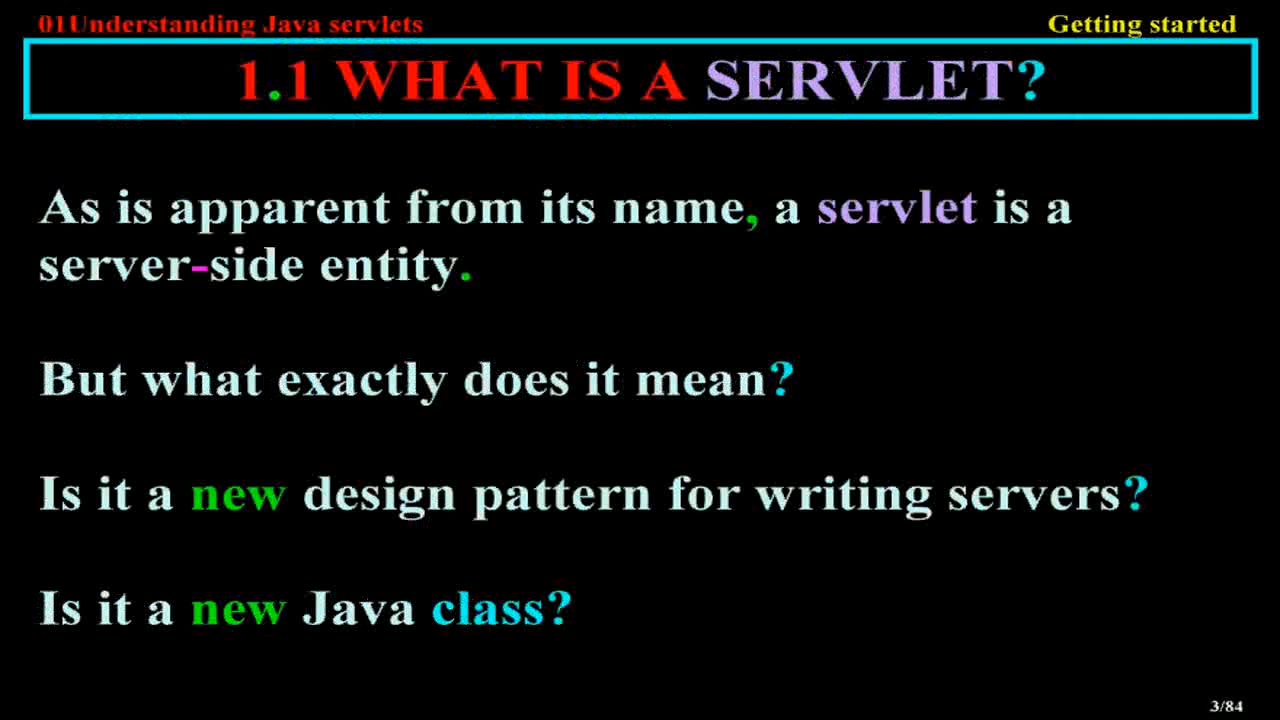 01Understanding Java servlets
Getting started
1.1 WHAT IS A SERVLET?
As is apparent from its name, a servlet is a
server-side entity.
But what exactly does it mean?
Is it a new design pattern for writing servers?
Is it a new Java class?
3/84